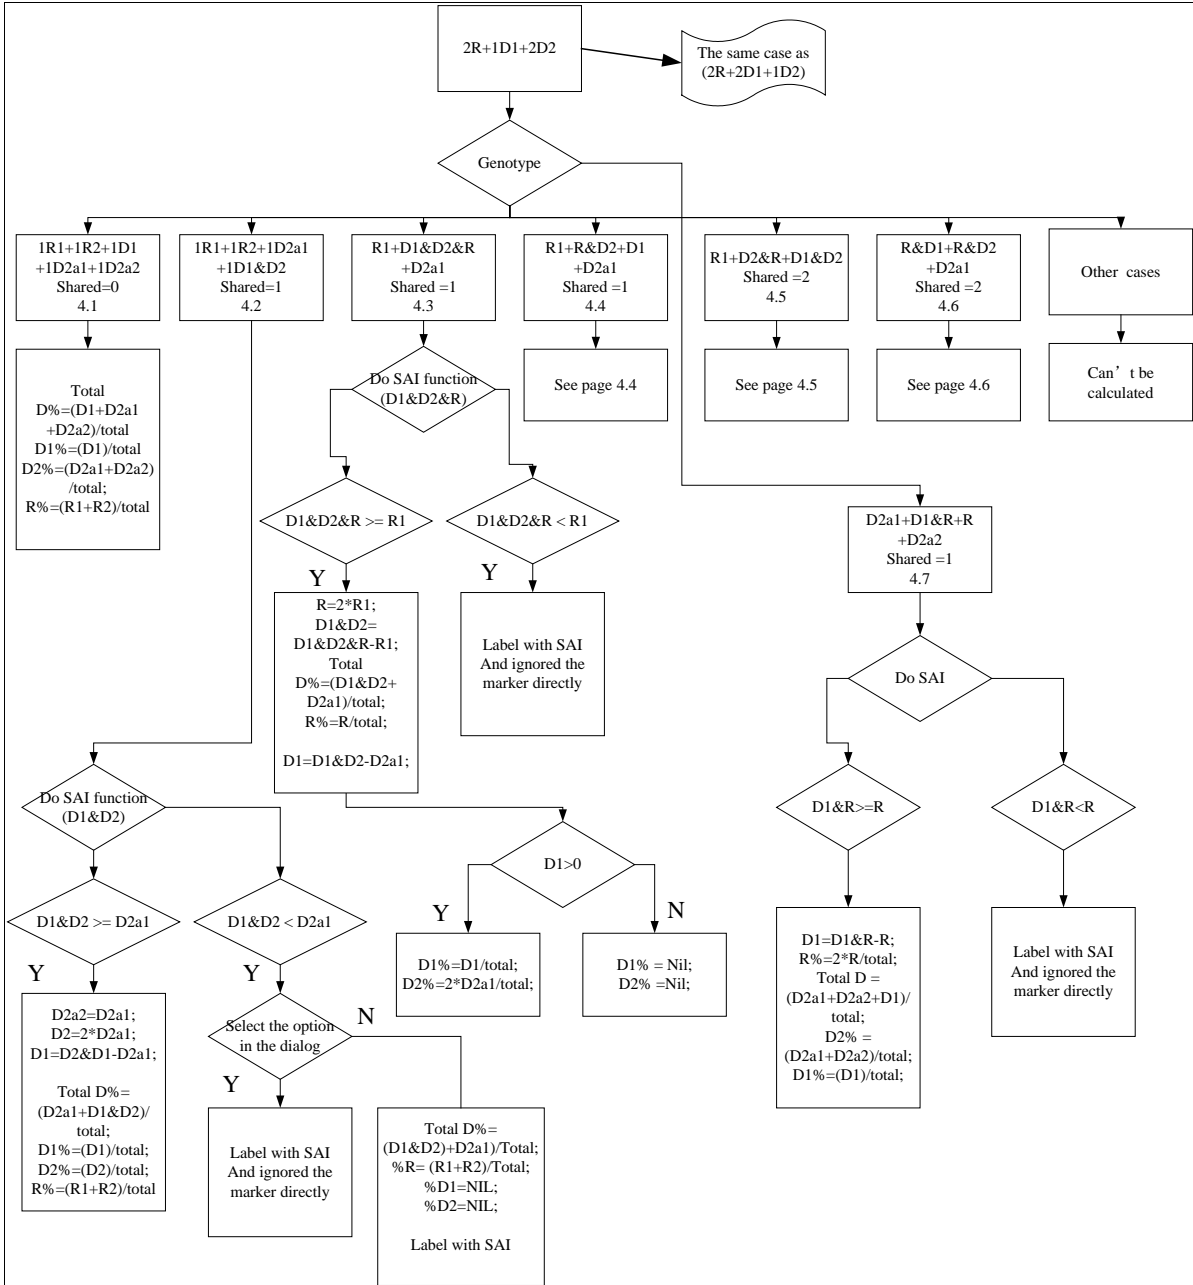 2R+1D1+2D2
The same case as
(2R+2D1+1D2)
Genotype
1R1+1R2+1D1
+1D2a1+1D2a2
Shared=0
4.1
1R1+1R2+1D2a1
+1D1&D2
Shared=1
4.2
R1+D1&D2&R
+D2a1
Shared =1
4.3
R1+R&D2+D1
+D2a1
Shared =1
4.4
R1+D2&R+D1&D2
Shared =2
4.5
R&D1+R&D2
+D2a1
Shared =2
4.6
Other cases
Total
D%=(D1+D2a1
+D2a2)/total
D1%=(D1)/total
D2%=(D2a1+D2a2)
/total;
R%=(R1+R2)/total
Do SAI function
(D1&D2&R)
See page 4.4
See page 4.5
See page 4.6
Can't be
calculated
D1&D2&R >= R1
D1&D2&R < R1
D2a1+D1&R+R
+D2a2
Shared =1
4.7
Y
Y
R=2*R1;
D1&D2=
D1&D2&R-R1;
Total
D%=(D1&D2+
D2a1)/total;
R%=R/total;
D1=D1&D2-D2a1;
Label with SAI
And ignored the
marker directly
Do SAI
Do SAI function
(D1&D2)
D1&R>=R
D1&R<R
D1>0
D1&D2 >= D2a1
D1&D2 < D2a1
Y
N
D1%=D1/total;
D2%=2*D2a1/total;
D1% = Nil;
D2% =Nil;
D1=D1&R-R;
R%=2*R/total;
Total D =
(D2a1+D2a2+D1)/
total;
D2% =
(D2a1+D2a2)/total;
D1%=(D1)/total;
Label with SAI
And ignored the
marker directly
Y
Y
D2a2=D2a1;
D2=2*D2a1;
D1=D2&D1-D2a1;
Total D%=
(D2a1+D1&D2)/
total;
D1%=(D1)/total;
D2%=(D2)/total;
R%=(R1+R2)/total
Select the option
in the dialog
N
Y
Label with SAI
And ignored the
marker directly
Total D%=
(D1&D2)+D2a1)/Total;
%R= (R1+R2)/Total;
%D1=NIL;
%D2=NIL;
Label with SAI